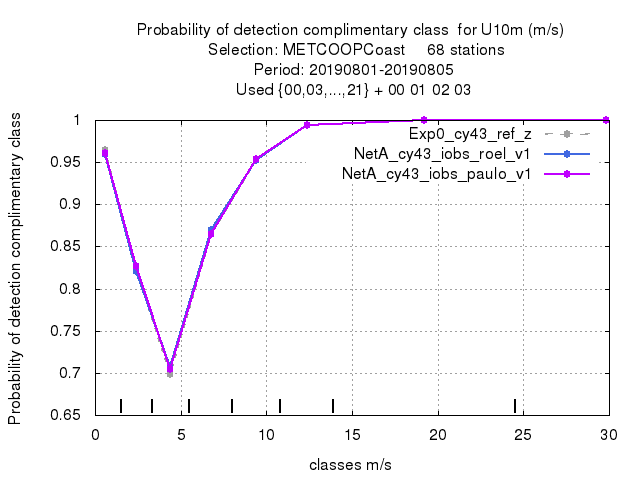 Probability of detection complimentary class  for U10m (m/s)
Selection: METCOOPCoast     68 stations
Period: 20190801-20190805
Used {00,03,...,21} + 00 01 02 03
Probability of detection complimentary class
1
0.95
0.9
0.85
0.8
0.75
0.7
0.65
Exp0_cy43_ref_z
NetA_cy43_iobs_roel_v1
NetA_cy43_iobs_paulo_v1
0 5 10 15 20 25 30
classes m/s